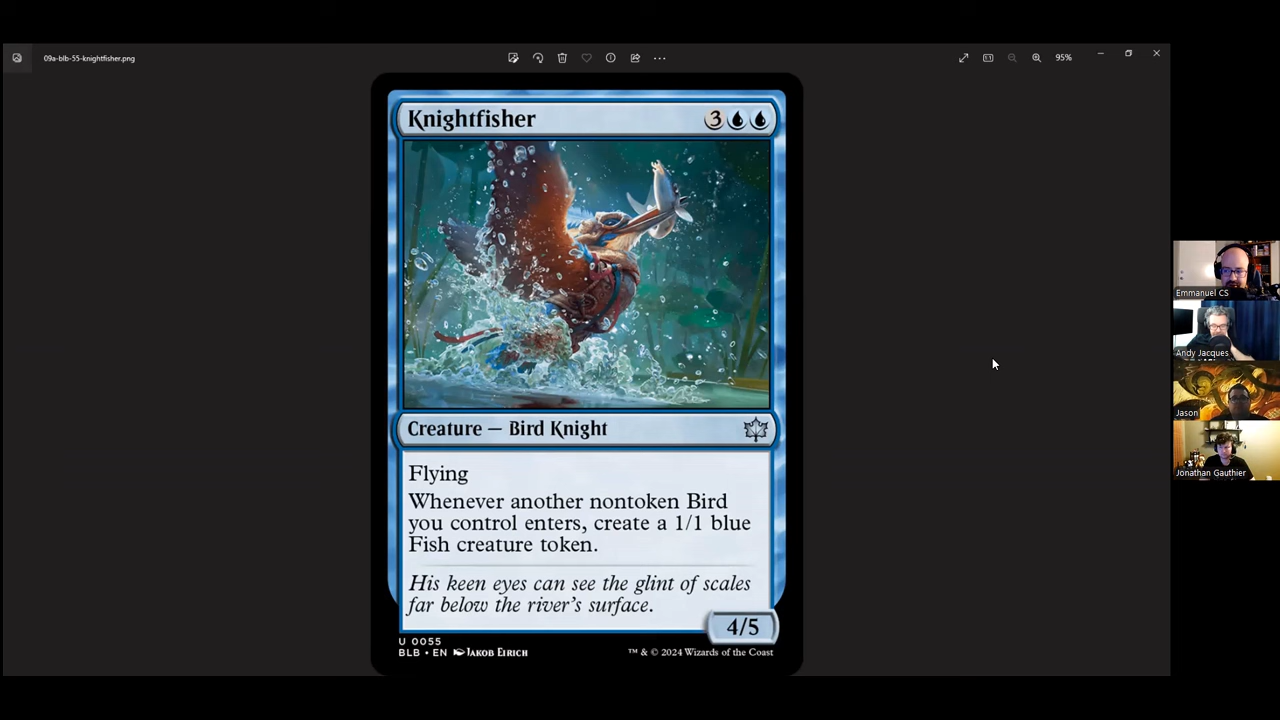 09a-blb-55-knightfisher.png
95%
Knightfisher
3
Creature — Bird Knight
Flying
Whenever another nontoken Bird
you control enters, create a 1/1 blue
Fish creature token.
His keen eyes can see the glint of scales
far below the river's surface.
4/5
U 0055
BLB • EN Jakob Eirich
™ & © 2024 Wizards of the Coast
Emmanuel CS
Andy Jacques
Jason
Jonathan Gauthier